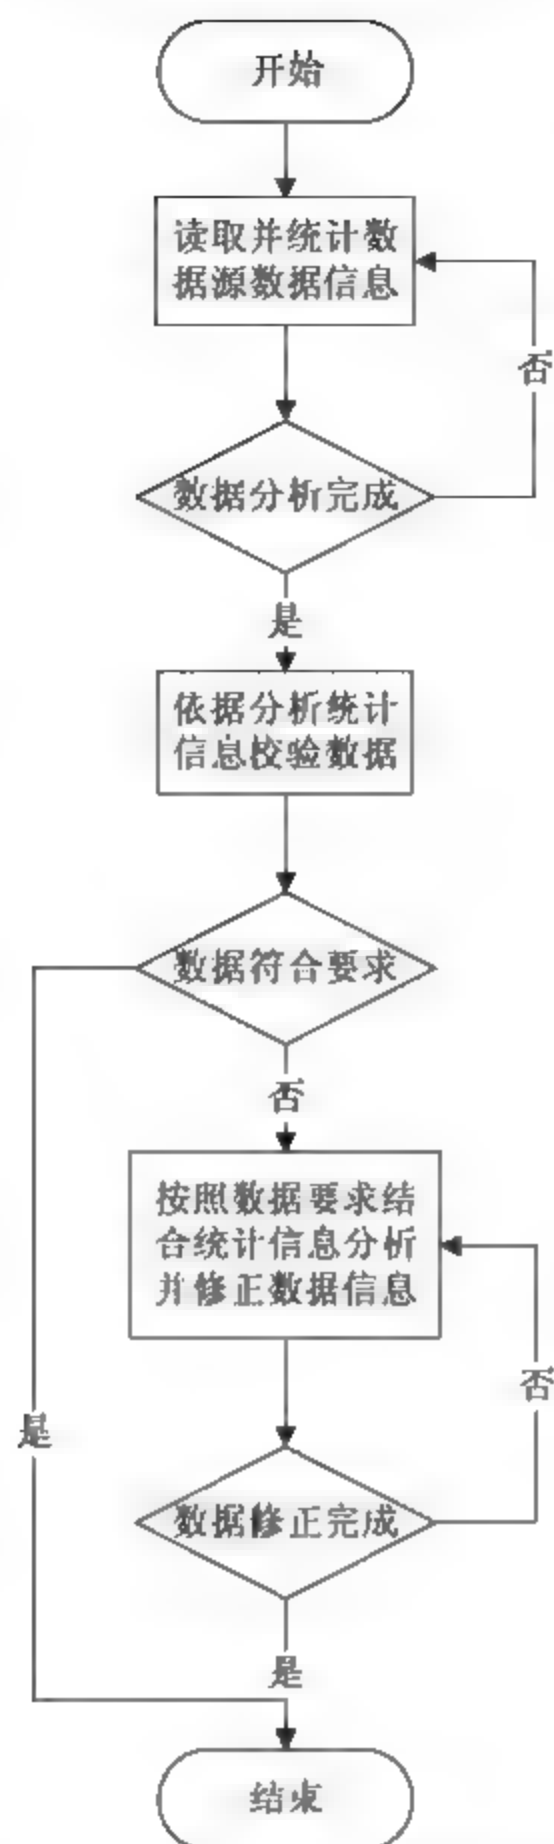 开始
读取并统计数
据源数据信息
否
数据分析完成
是
依据分析统计
信息校验数据
数据符合要求
否
按照数据要求结
合统计信息分析
并修正数据信息
否
是
数据修正完成
是
结束